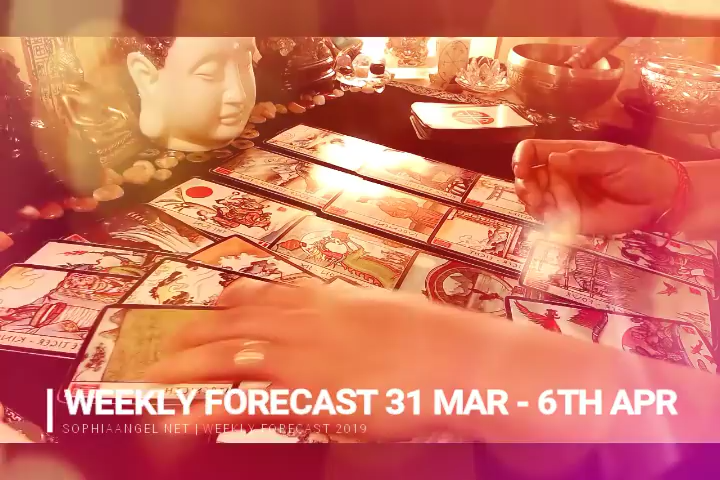 WEEKLY FORECAST 31 MAR - 6TH APR
SOPHIAANGEL.NET | WEEKLY FORECAST 2019